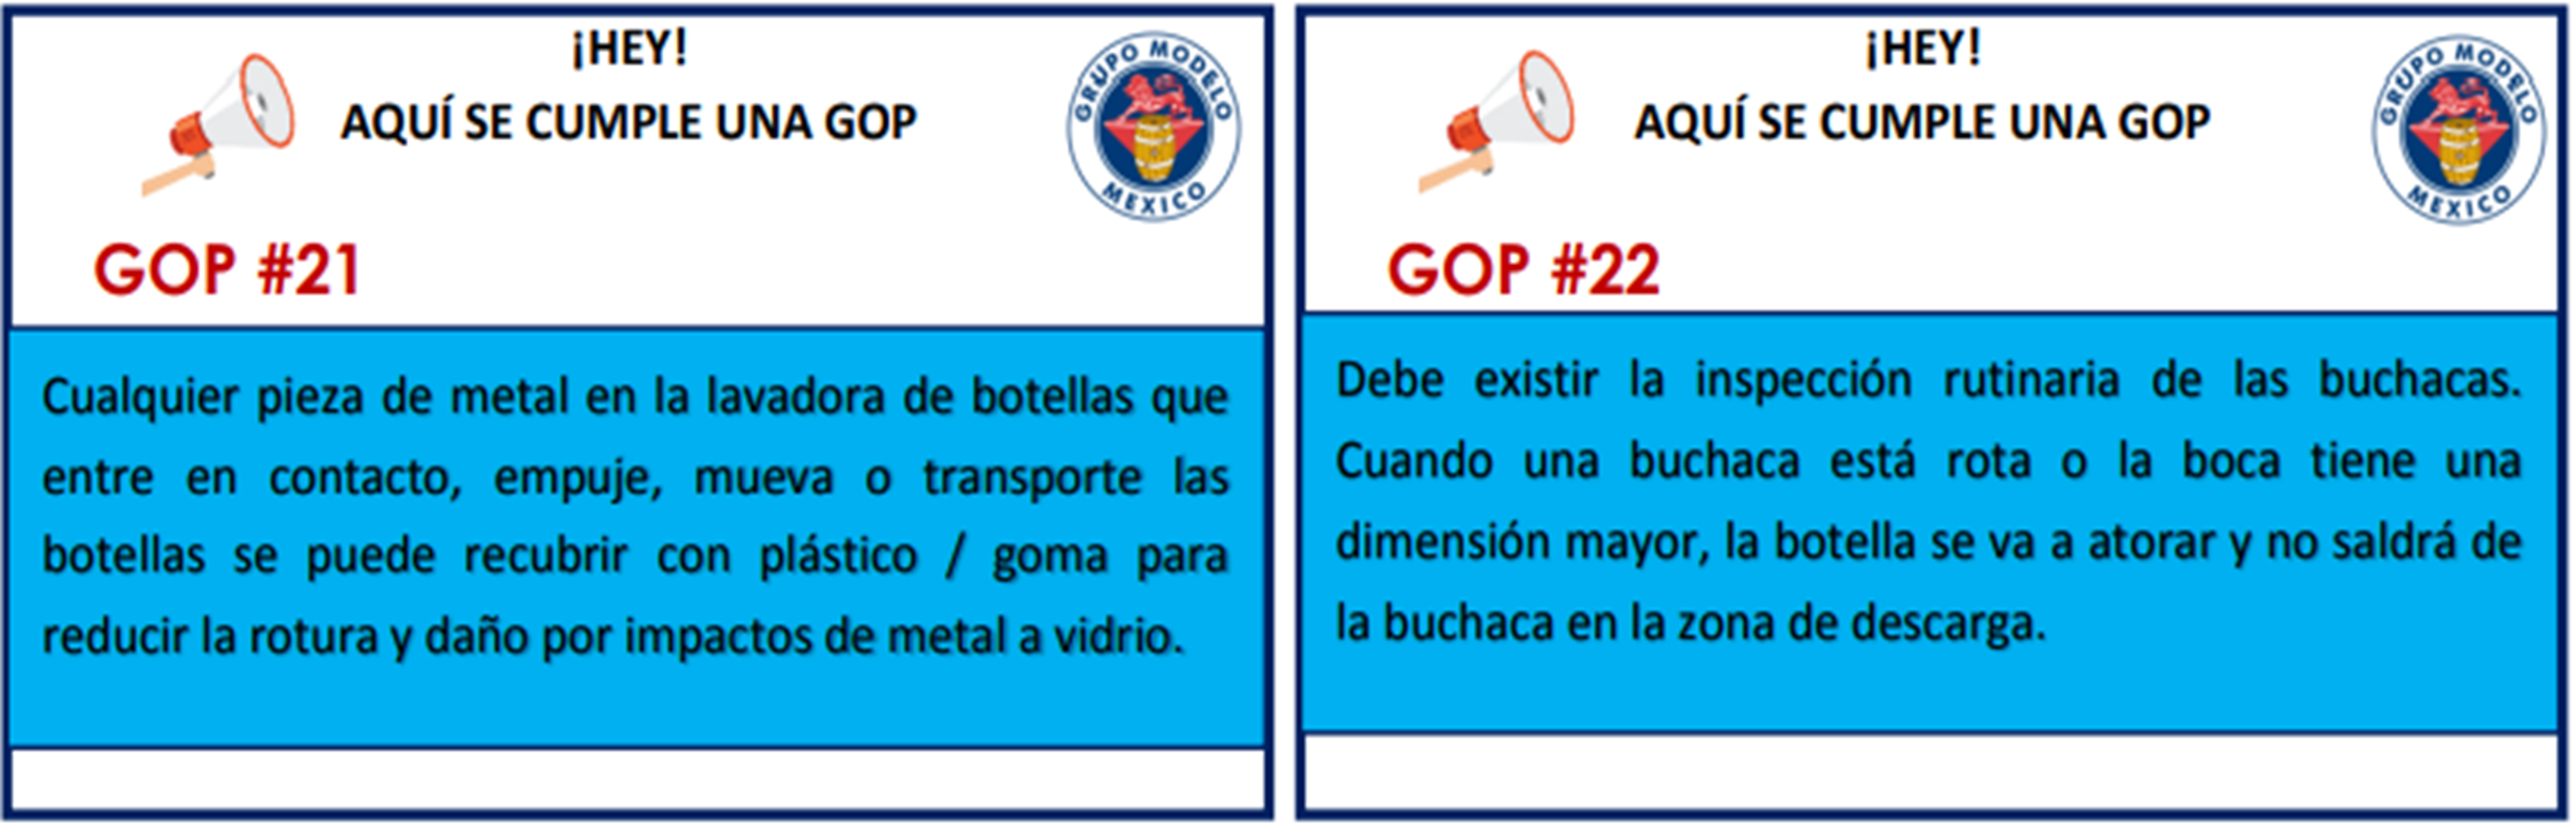 ¡HEY!
AQUÍ SE CUMPLE UNA GOP
GRUPO MODELO
MEXICO
GOP #21
Cualquier pieza de metal en la lavadora de botellas que
entre en contacto, empuje, mueva o transporte las
botellas se puede recubrir con plástico / goma para
reducir la rotura y daño por impactos de metal a vidrio.
¡HEY!
AQUÍ SE CUMPLE UNA GOP
GRUPO MODELO
MEXICO
GOP #22
Debe existir la inspección rutinaria de las buchacas.
Cuando una buchaca está rota o la boca tiene una
dimensión mayor, la botella se va a atorar y no saldrá de
la buchaca en la zona de descarga.